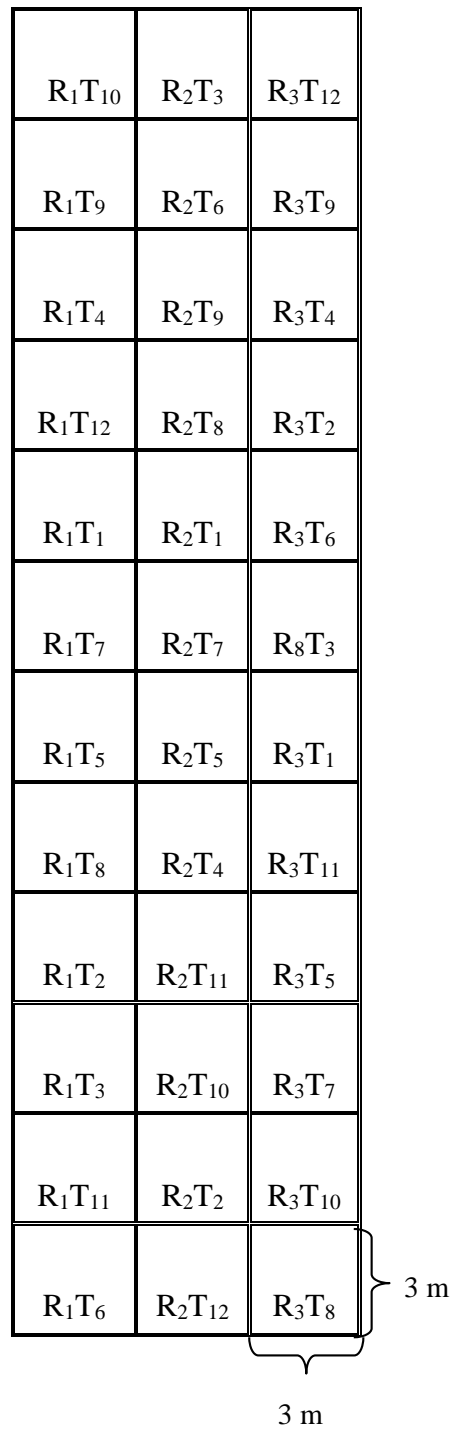 R₁T₁₀ R₂T₃ R₃T₁₂
R₁T₉ R₂T₆ R₃T₉
R₁T₄ R₂T₉ R₃T₄
R₁T₁₂ R₂T₈ R₃T₂
R₁T₁ R₂T₁ R₃T₆
R₁T₇ R₂T₇ R₈T₃
R₁T₅ R₂T₅ R₃T₁
R₁T₈ R₂T₄ R₃T₁₁
R₁T₂ R₂T₁₁ R₃T₅
R₁T₃ R₂T₁₀ R₃T₇
R₁T₁₁ R₂T₂ R₃T₁₀
R₁T₆ R₂T₁₂ R₃T₈ 3 m
3 m